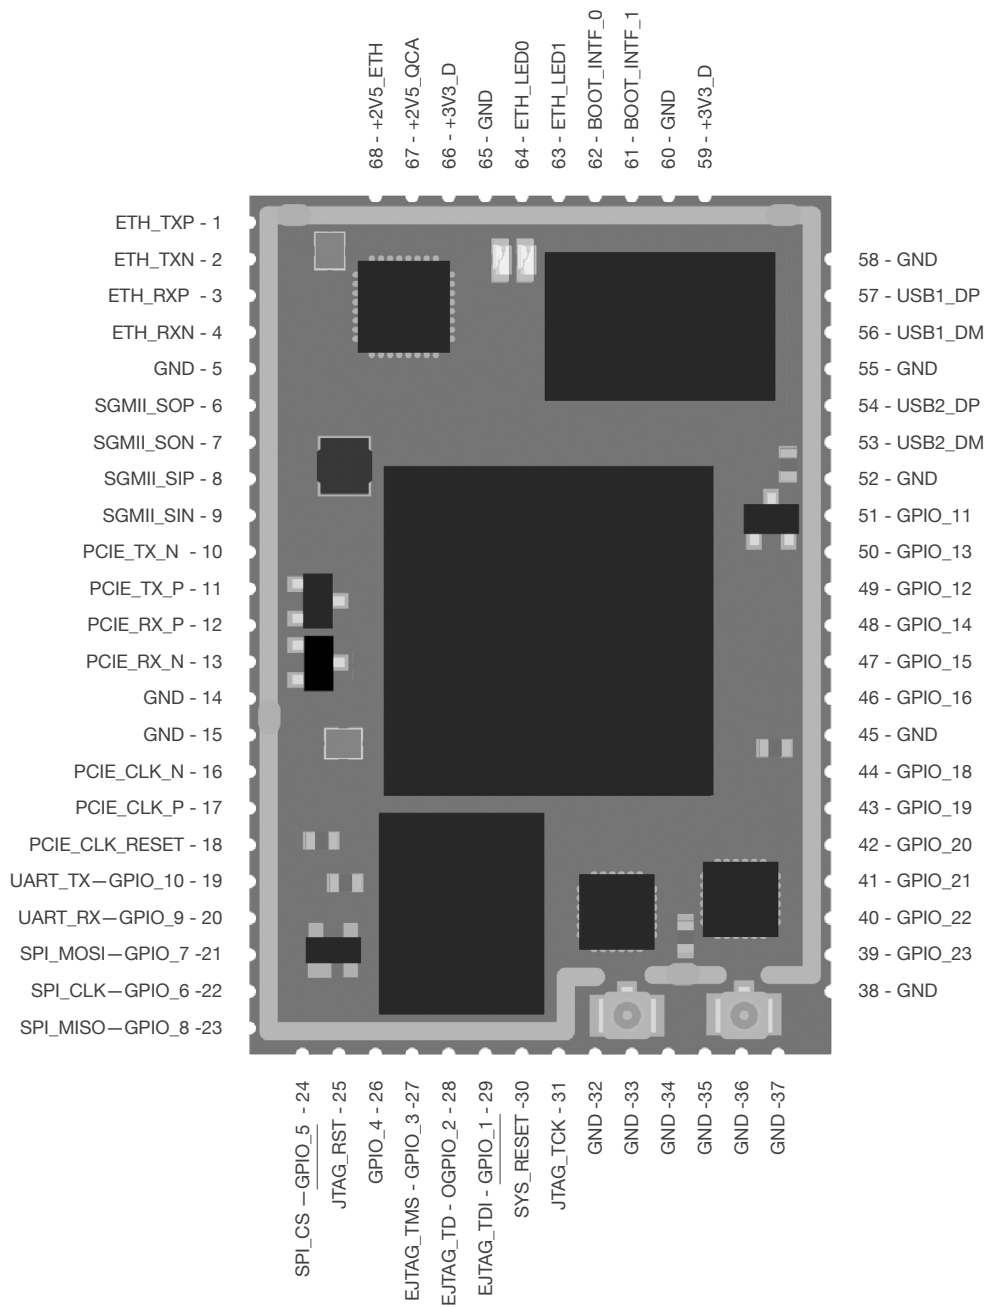 68 - +2V5_ETH
67 - +2V5_QCA
66 - +3V3_D
65 - GND
64 - ETH_LED0
63 - ETH_LED1
62 - BOOT_INTF_0
61 - BOOT_INTF_1
60 - GND
59 - +3V3_D
ETH_TXP - 1
ETH_TXN - 2
ETH_RXP - 3
ETH_RXN - 4
GND - 5
SGMII_SOP - 6
SGMII_SON - 7
SGMII_SIP - 8
SGMII_SIN - 9
PCIE_TX_N - 10
PCIE_TX_P - 11
PCIE_RX_P - 12
PCIE_RX_N - 13
GND - 14
GND - 15
PCIE_CLK_N - 16
PCIE_CLK_P - 17
PCIE_CLK_RESET - 18
UART_TX—GPIO_10 - 19
UART_RX—GPIO_9 - 20
SPI_MOSI—GPIO_7 -21
SPI_CLK—GPIO_6 -22
SPI_MISO—GPIO_8 -23
58 - GND
57 - USB1_DP
56 - USB1_DM
55 - GND
54 - USB2_DP
53 - USB2_DM
52 - GND
51 - GPIO_11
50 - GPIO_13
49 - GPIO_12
48 - GPIO_14
47 - GPIO_15
46 - GPIO_16
45 - GND
44 - GPIO_18
43 - GPIO_19
42 - GPIO_20
41 - GPIO_21
40 - GPIO_22
39 - GPIO_23
38 - GND
SPI_CS —GPIO_5 - 24
JTAG_RST - 25
GPIO_4 - 26
EJTAG_TMS - GPIO_3 -27
EJTAG_TD - OGPIO_2 - 28
EJTAG_TDI - GPIO_1 - 29
SYS_RESET -30
JTAG_TCK - 31
GND -32
GND -33
GND -34
GND -35
GND -36
GND -37